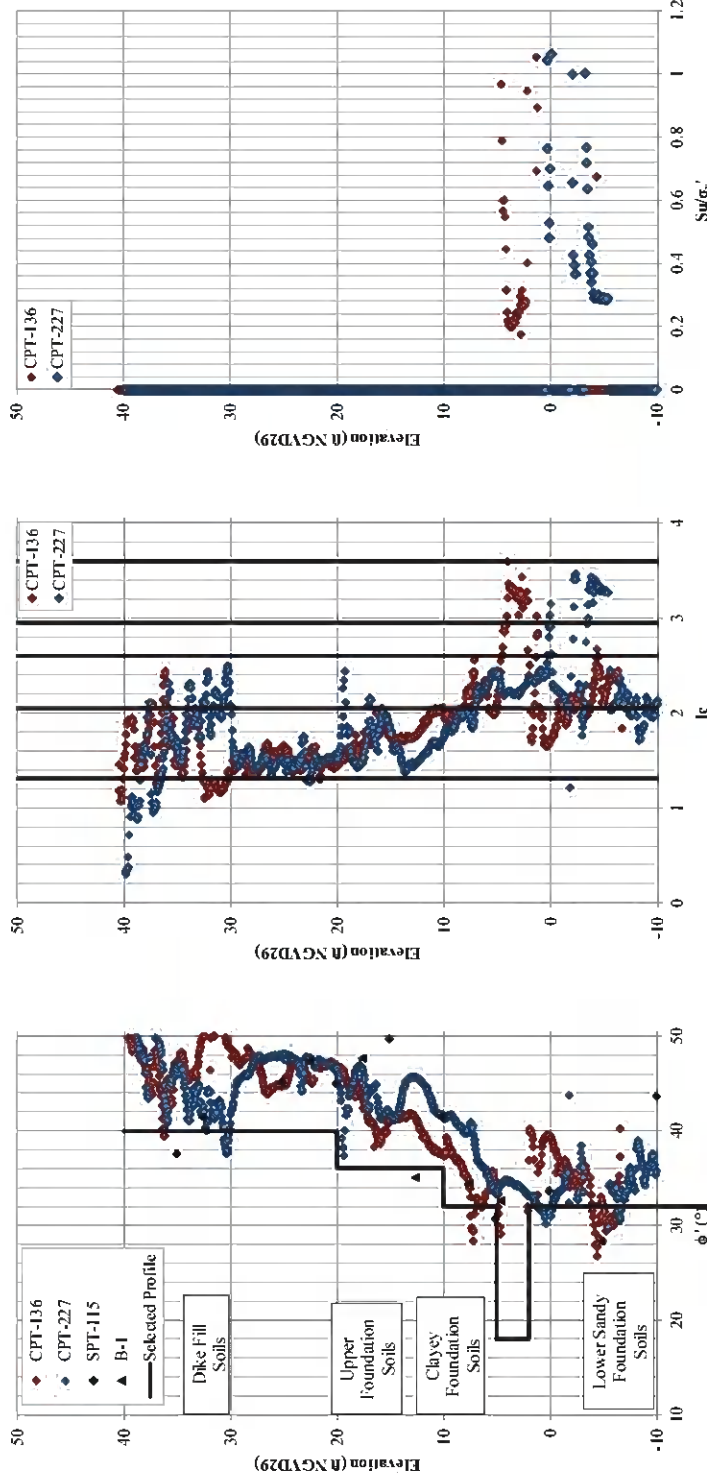 CPT-136
CPT-227
SPT-115
B-1
Selected Profile
Dike Fill
Soils
Upper
Foundation
Soils
Clayey
Foundation
Soils
Lower Sandy
Foundation
Soils
Elevation (ft NGVD29)
50
40
30
20
10
0
-10
10
20
30
40
50
ϕ' (°)
CPT-136
CPT-227
Elevation (ft NGVD29)
50
40
30
20
10
0
-10
0
1
2
3
4
Ic
CPT-136
CPT-227
Elevation (ft NGVD29)
50
40
30
20
10
0
-10
0
0.2
0.4
0.6
0.8
1
1.2
Su/σv'